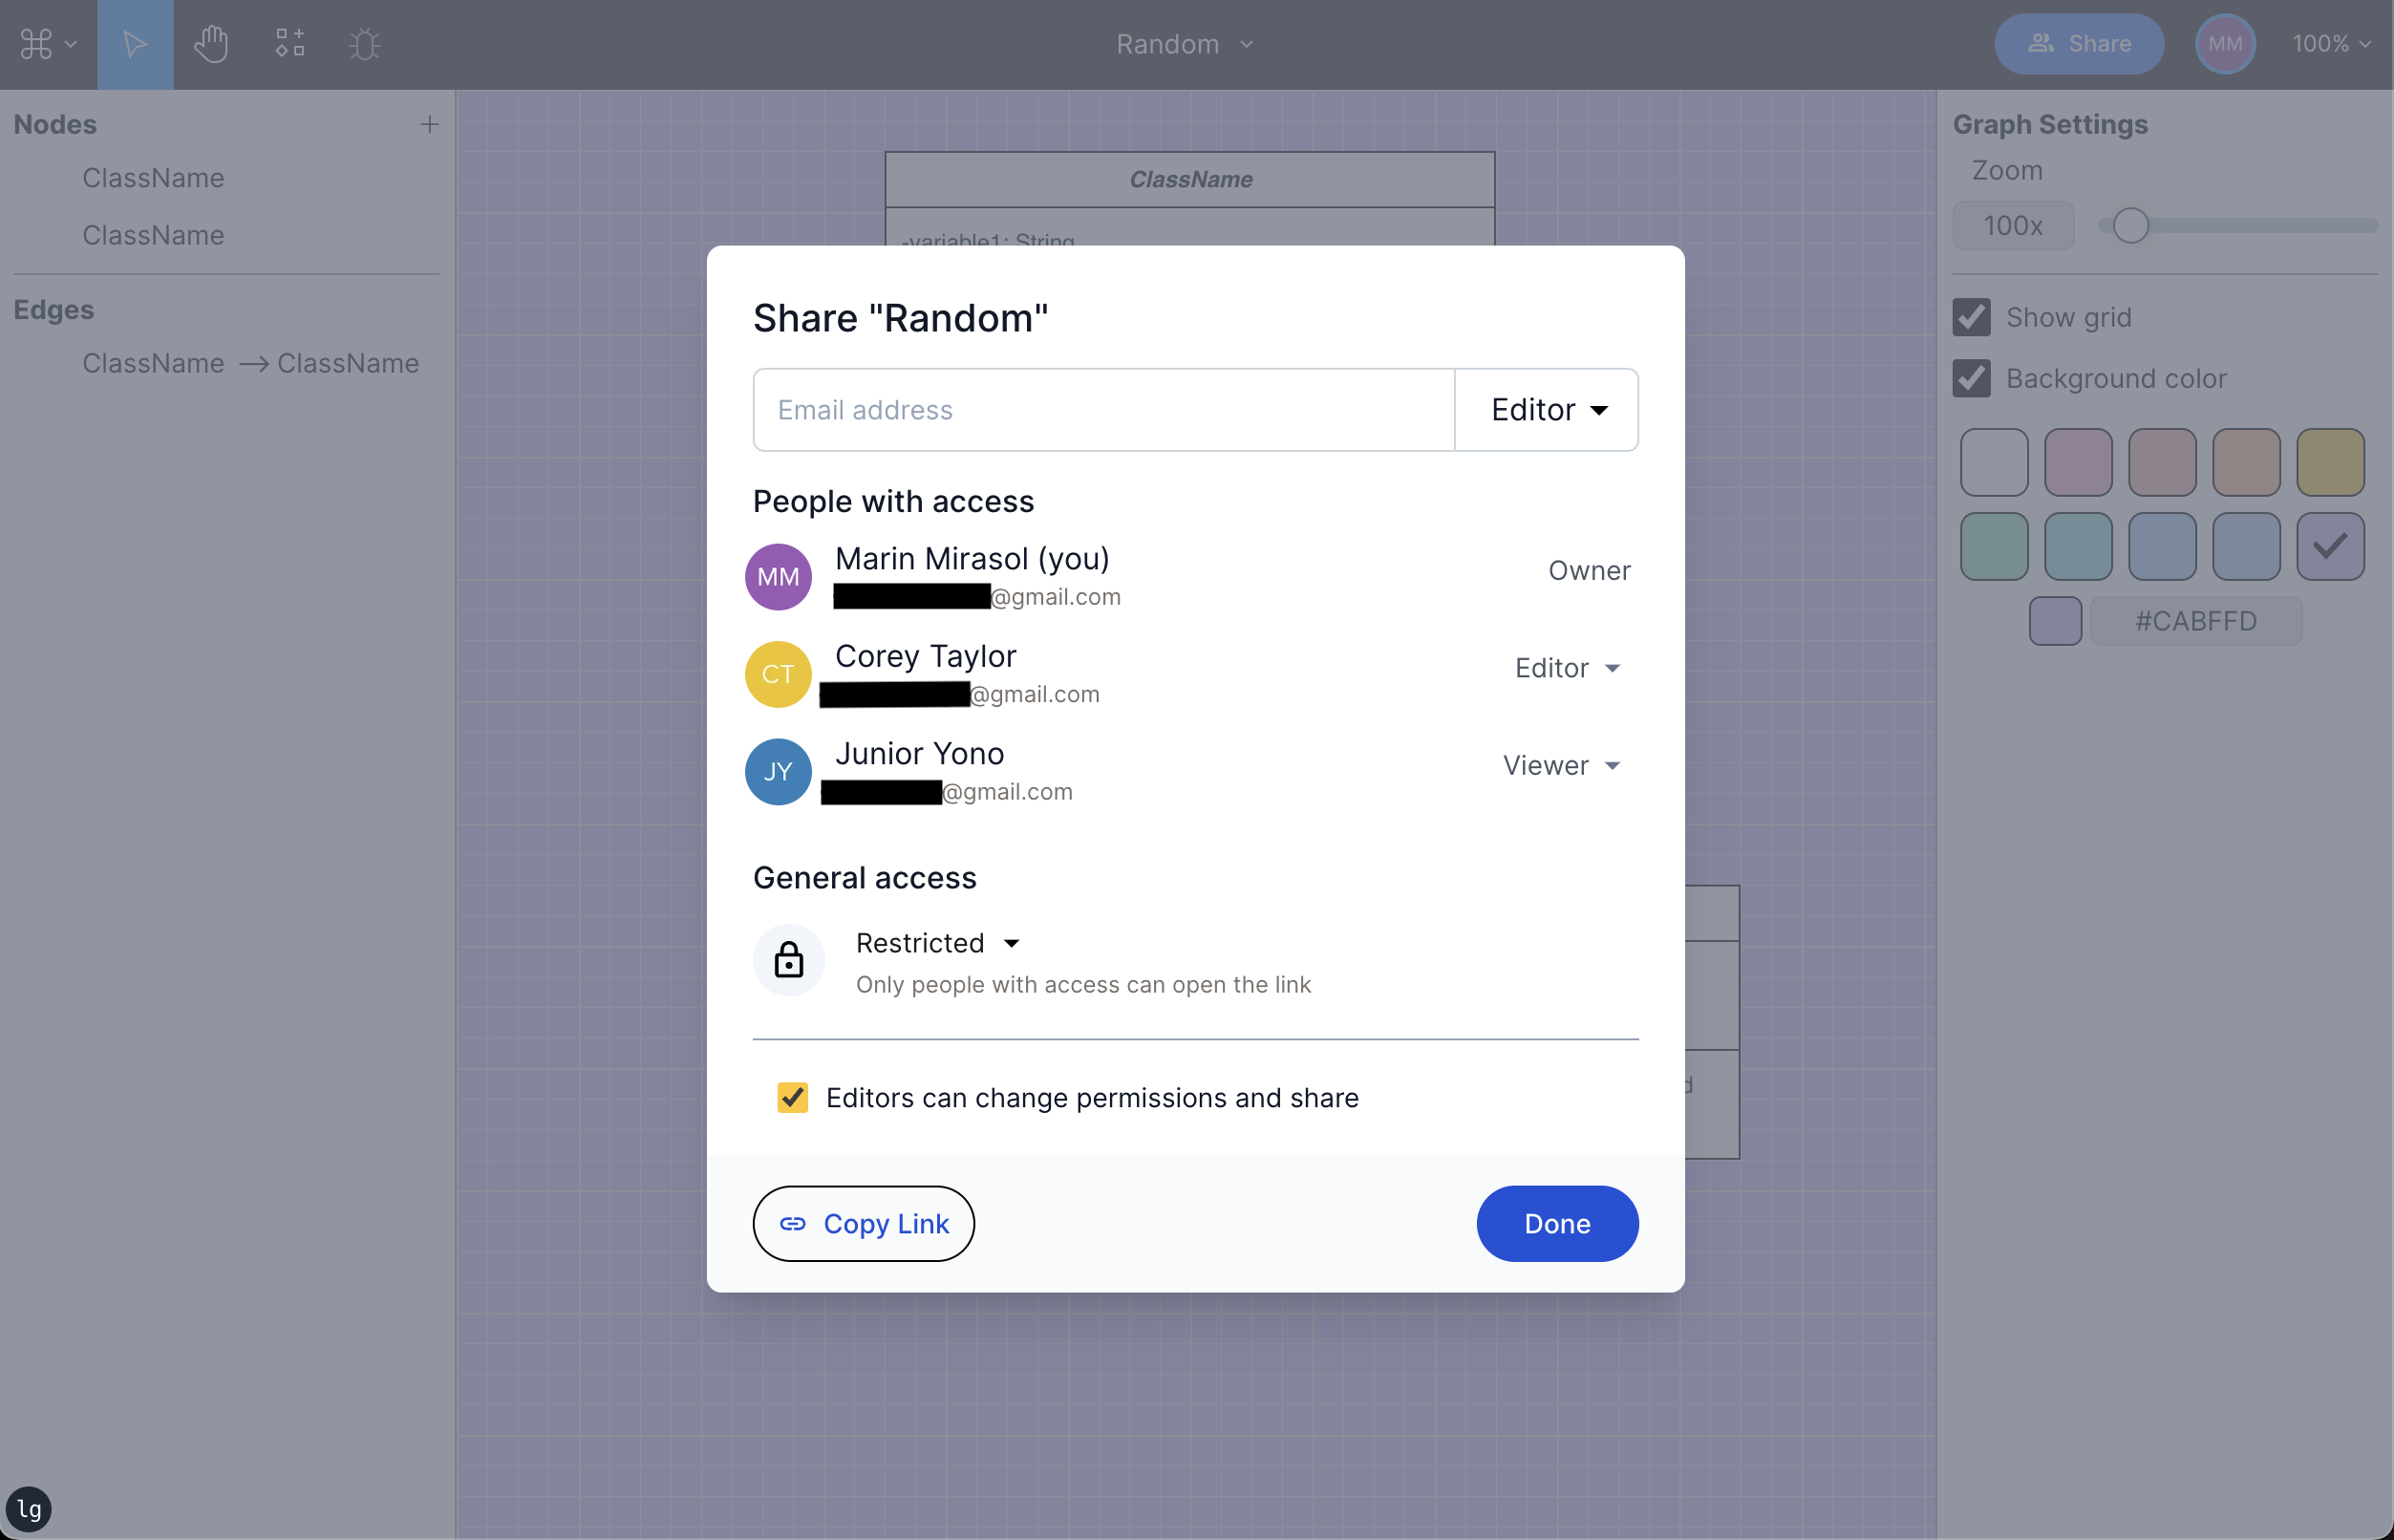 Random
Share
MM
100%
Nodes
ClassName
ClassName
Edges
ClassName → ClassName
ClassName
-variable1: String
Share "Random"
Email address
Editor
People with access
MM
Marin Mirasol (you)
@gmail.com
Owner
CT
Corey Taylor
@gmail.com
Editor
JY
Junior Yono
@gmail.com
Viewer
General access
Restricted
Only people with access can open the link
Editors can change permissions and share
Copy Link
Done
d
Graph Settings
Zoom
100x
Show grid
Background color
#CABFFD
lg